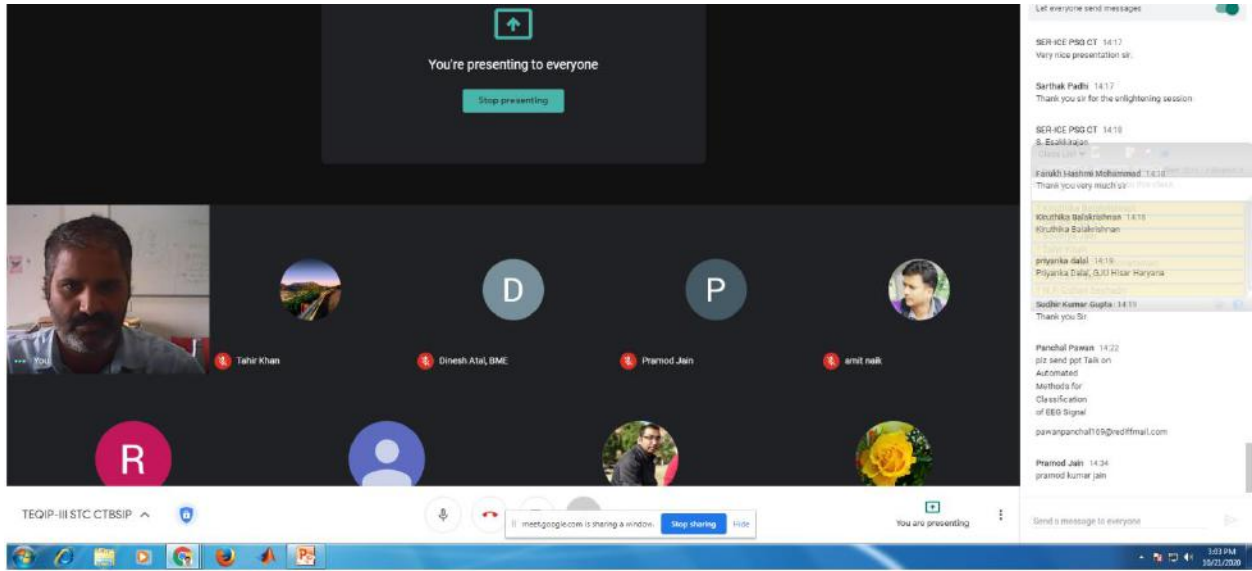 You're presenting to everyone
Stop presenting
You
Tahir Khan
D
Dinesh Atal, BME
P
Pramod Jain
amit naik
R
TEQIP-III STC CTBSIP
meet.google.com is sharing a window.
Stop sharing
Hide
You are presenting
Let everyone send messages
SER-ICE PSG CT 14:17
Very nice presentation sir.
Sarthak Padhi 14:17
Thank you sir for the enlightening session
SER-ICE PSG CT 14:18
S. Esakkirajan
Class List
Farukh Hashmi Mohammad 14:18
Thank you very much sir
Kiruthika Balakrishnan 14:18
Kiruthika Balakrishnan
priyanka dalal 14:19
Priyanka Dalal, GJU Hisar Haryana
Sudhir Kumar Gupta 14:19
Thank you Sir
Panchal Pawan 14:22
plz send ppt Talk on
Automated
Methods for
Classification
of EEG Signal
pawanpanchal169@rediffmail.com
Pramod Jain 14:34
pramod kumar jain
Send a message to everyone
3:03 PM
10/21/2020